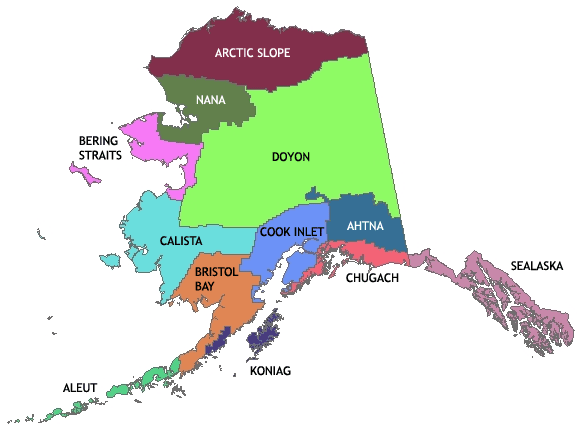 ARCTIC SLOPE
NANA
BERING
STRAITS
DOYON
CALISTA
COOK INLET
AHTNA
BRISTOL
BAY
CHUGACH
SEALASKA
KONIAG
ALEUT